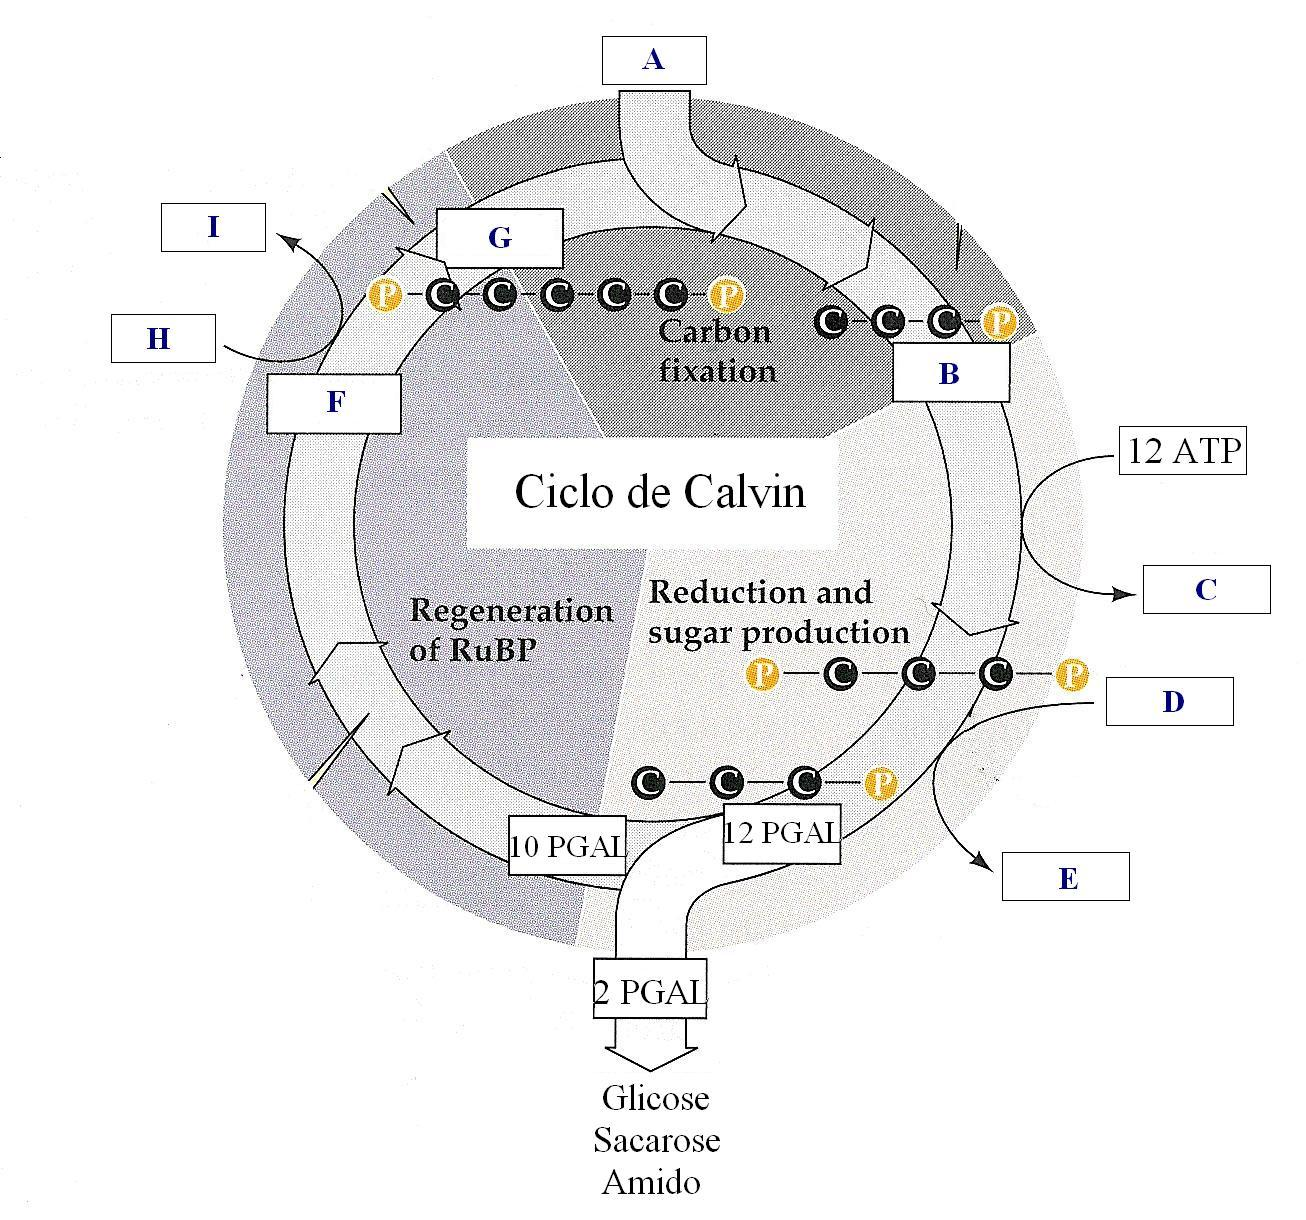 A
I
G
P C C C C C P
H
Carbon
fixation
C C C P
B
F
12 ATP
Ciclo de Calvin
C
Regeneration
of RuBP
Reduction and
sugar production
P C C C P
D
C C C P
10 PGAL
12 PGAL
E
2 PGAL
Glicose
Sacarose
Amido